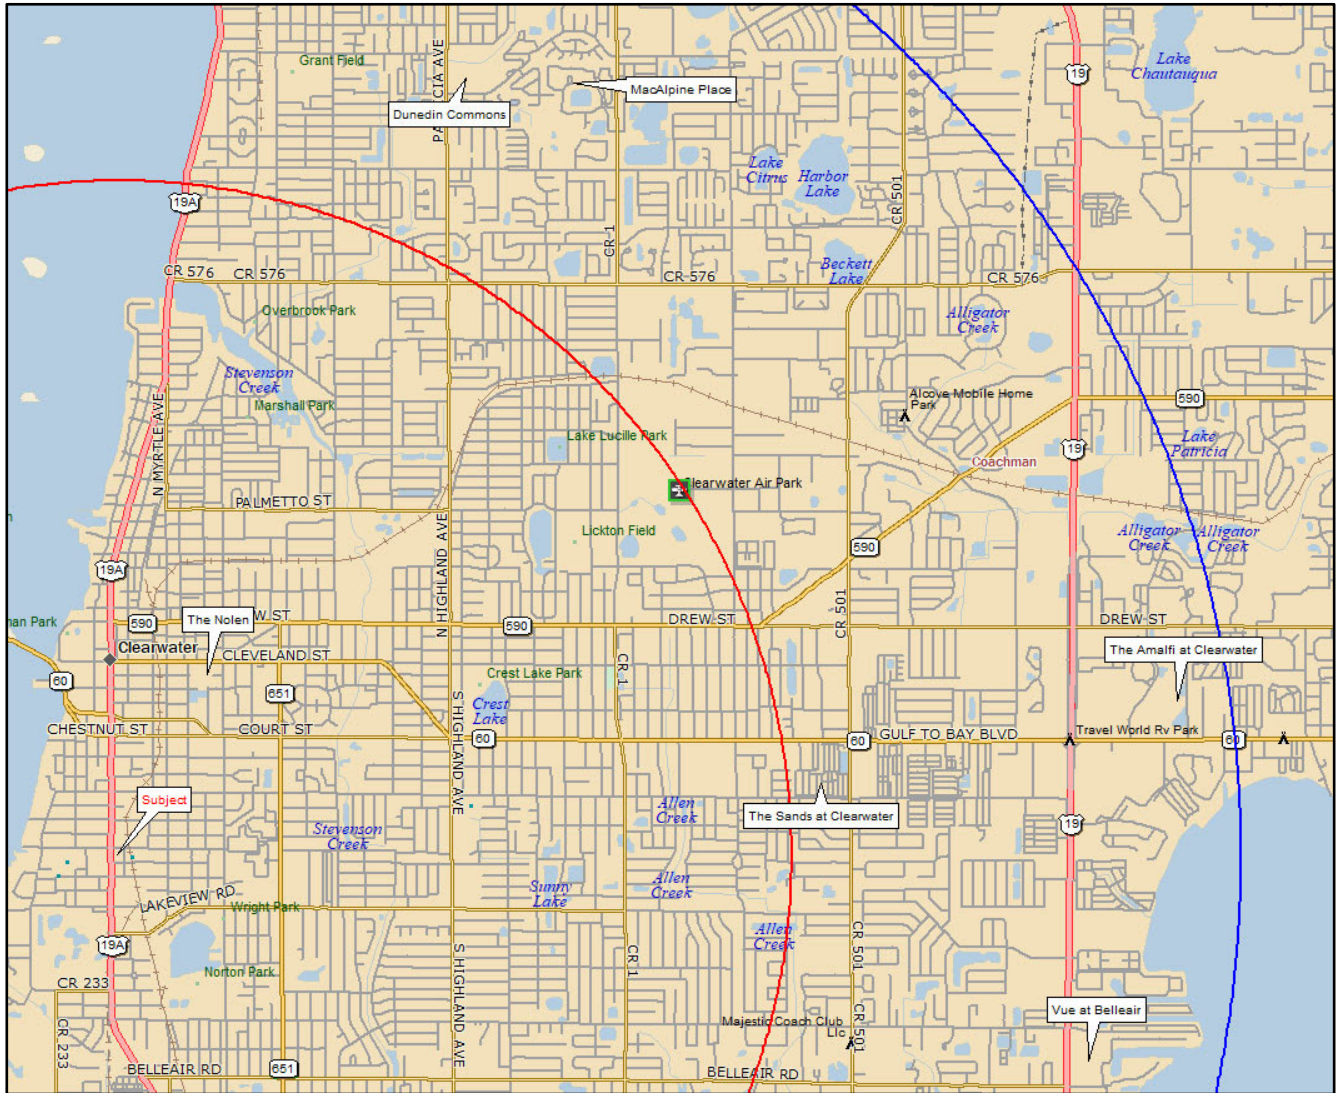 Grant Field
CIA AVE
19
Lake
Chautauqua
MacAlpine Place
Dunedin Commons
Lake
Citrus
Harbor
Lake
CR 501
19A
CR 1
CR 576
CR 576
CR 576
CR 576
Beckett
Lake
Overbrook Park
Alligator
Creek
Stevenson
Creek
Marshall Park
N MYRTLE AVE
Alcove Mobile Home
Park
590
Lake Lucille Park
19
Lake
Patricia
Coachman
Clearwater Air Park
PALMETTO ST
N HIGHLAND AVE
Lickton Field
Alligator
Creek
Alligator
Creek
590
19A
CR 501
man Park
590
W ST
The Nolen
590
DREW ST
DREW ST
Clearwater
CLEVELAND ST
The Amalfi at Clearwater
CR 1
Crest Lake Park
60
651
S HIGHLAND AVE
Crest
Lake
CHESTNUT ST
COURT ST
60
60
GULF TO BAY BLVD
Travel World Rv Park
60
Subject
Allen
Creek
The Sands at Clearwater
19
Stevenson
Creek
Allen
Creek
Sunny
Lake
LAKEVIEW RD
Wright Park
Allen
Creek
19A
S HIGHLAND AVE
CR 1
CR 501
Norton Park
CR 233
CR 233
Majestic Coach Club
Llc
CR 501
Vue at Belleair
BELLEAIR RD
651
BELLEAIR RD